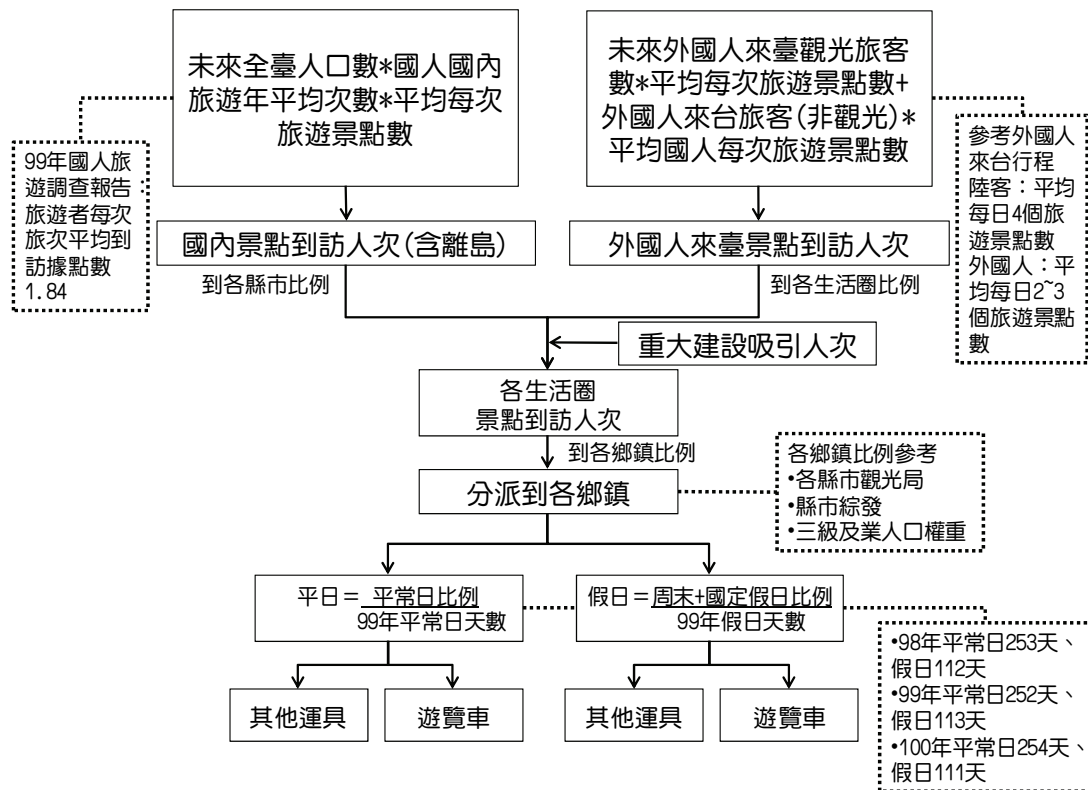 未來全臺人口數*國人國內
旅遊年平均次數*平均每次
旅遊景點數
未來外國人來臺觀光旅客
數*平均每次旅遊景點數+
外國人來台旅客(非觀光)*
平均國人每次旅遊景點數
99年國人旅
遊調查報告：
旅遊者每次
旅次平均到
訪據點數
1.84
參考外國人
來台行程
陸客：平均
每日4個旅
遊景點數
外國人：平
均每日2~3
個旅遊景點
數
國內景點到訪人次(含離島)
外國人來臺景點到訪人次
到各縣市比例
到各生活圈比例
重大建設吸引人次
各生活圈
景點到訪人次
到各鄉鎮比例
分派到各鄉鎮
各鄉鎮比例參考
•各縣市觀光局
•縣市綜發
•三級及業人口權重
平日＝平常日比例
99年平常日天數
假日＝周末+國定假日比例
99年假日天數
•98年平常日253天、
假日112天
•99年平常日252天、
假日113天
•100年平常日254天、
假日111天
其他運具
遊覽車
其他運具
遊覽車